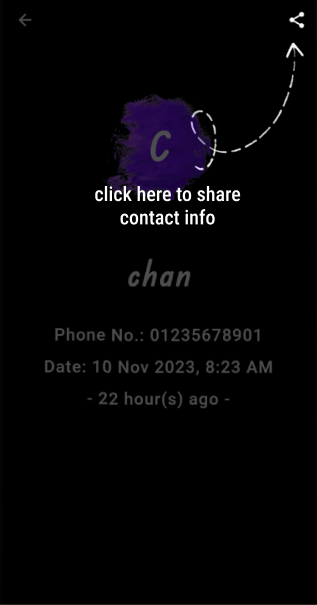 C
click here to share
contact info
chan
Phone No.: 01235678901
Date: 10 Nov 2023, 8:23 AM
- 22 hour(s) ago -